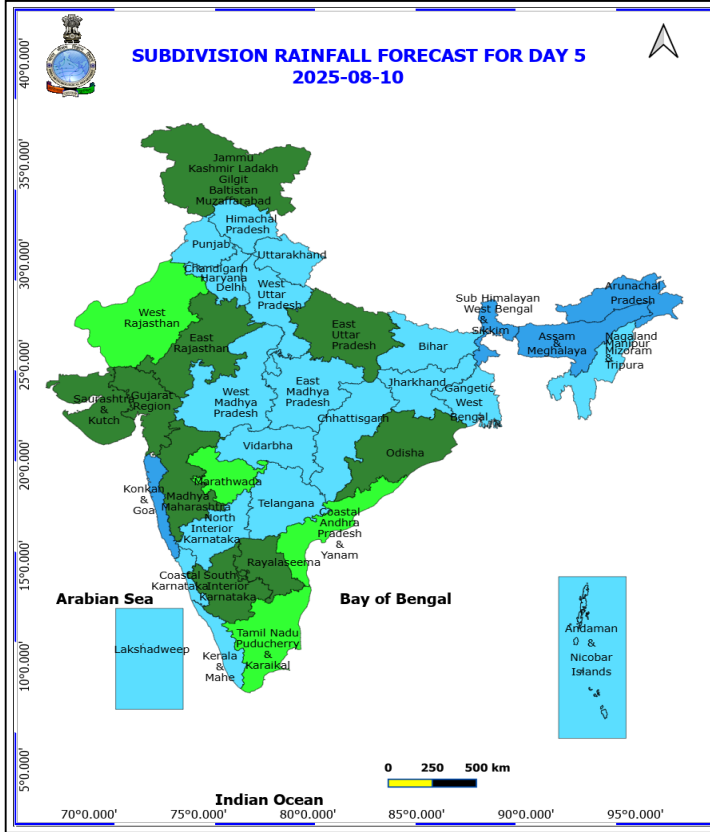 SUBDIVISION RAINFALL FORECAST FOR DAY 5
2025-08-10
40°0.000'
35°0.000'
30°0.000'
25°0.000'
20°0.000'
15°0.000'
10°0.000'
5°0.000'
Jammu
Kashmir Ladakh
Gilgit
Baltistan
Muzaffarabad
Himachal
Pradesh
Punjab
Uttarakhand
Chandigarh
Haryana
Delhi
West
Uttar
Pradesh
West
Rajasthan
East
Rajasthan
East
Uttar
Pradesh
Bihar
Sub Himalayan
West Bengal
&
Sikkim
Arunachal
Pradesh
Assam
&
Meghalaya
Nagaland
Manipur
Mizoram
&
Tripura
Saurashtra
&
Kutch
Gujarat
Region
West
Madhya
Pradesh
East
Madhya
Pradesh
Jharkhand
Gangetic
West
Bengal
Chhattisgarh
Vidarbha
Odisha
Konkan
&
Goa
Madhya
Maharashtra
Marathwada
Telangana
North
Interior
Karnataka
Coastal
Andhra
Pradesh
&
Yanam
Rayalaseema
Coastal
Karnataka
South
Interior
Karnataka
Arabian Sea
Bay of Bengal
Lakshadweep
Kerala
&
Mahe
Tamil Nadu
Puducherry
&
Karaikal
Andaman
&
Nicobar
Islands
0 250 500 km
Indian Ocean
70°0.000' 75°0.000' 80°0.000' 85°0.000' 90°0.000' 95°0.000'